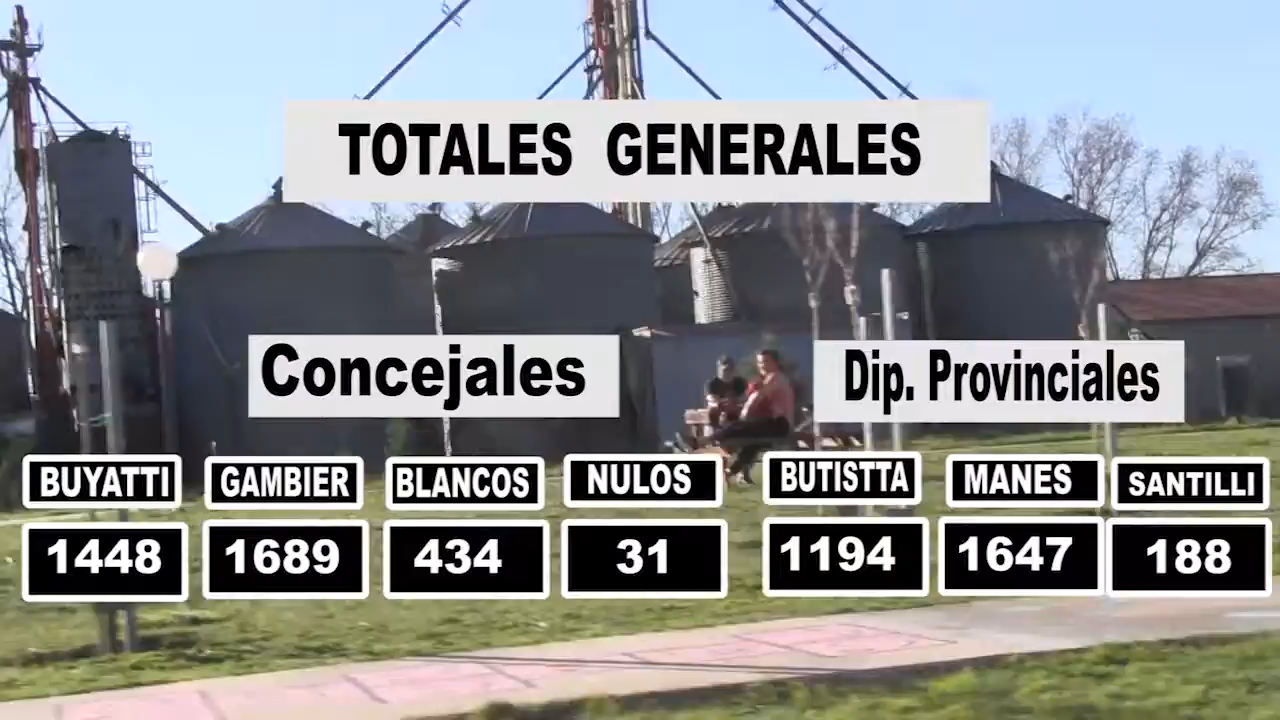 TOTALES GENERALES
Concejales
Dip. Provinciales
BUYATTI GAMBIER BLANCOS NULOS BUTISTTA MANES SANTILLI
1448 1689 434 31 1194 1647 188